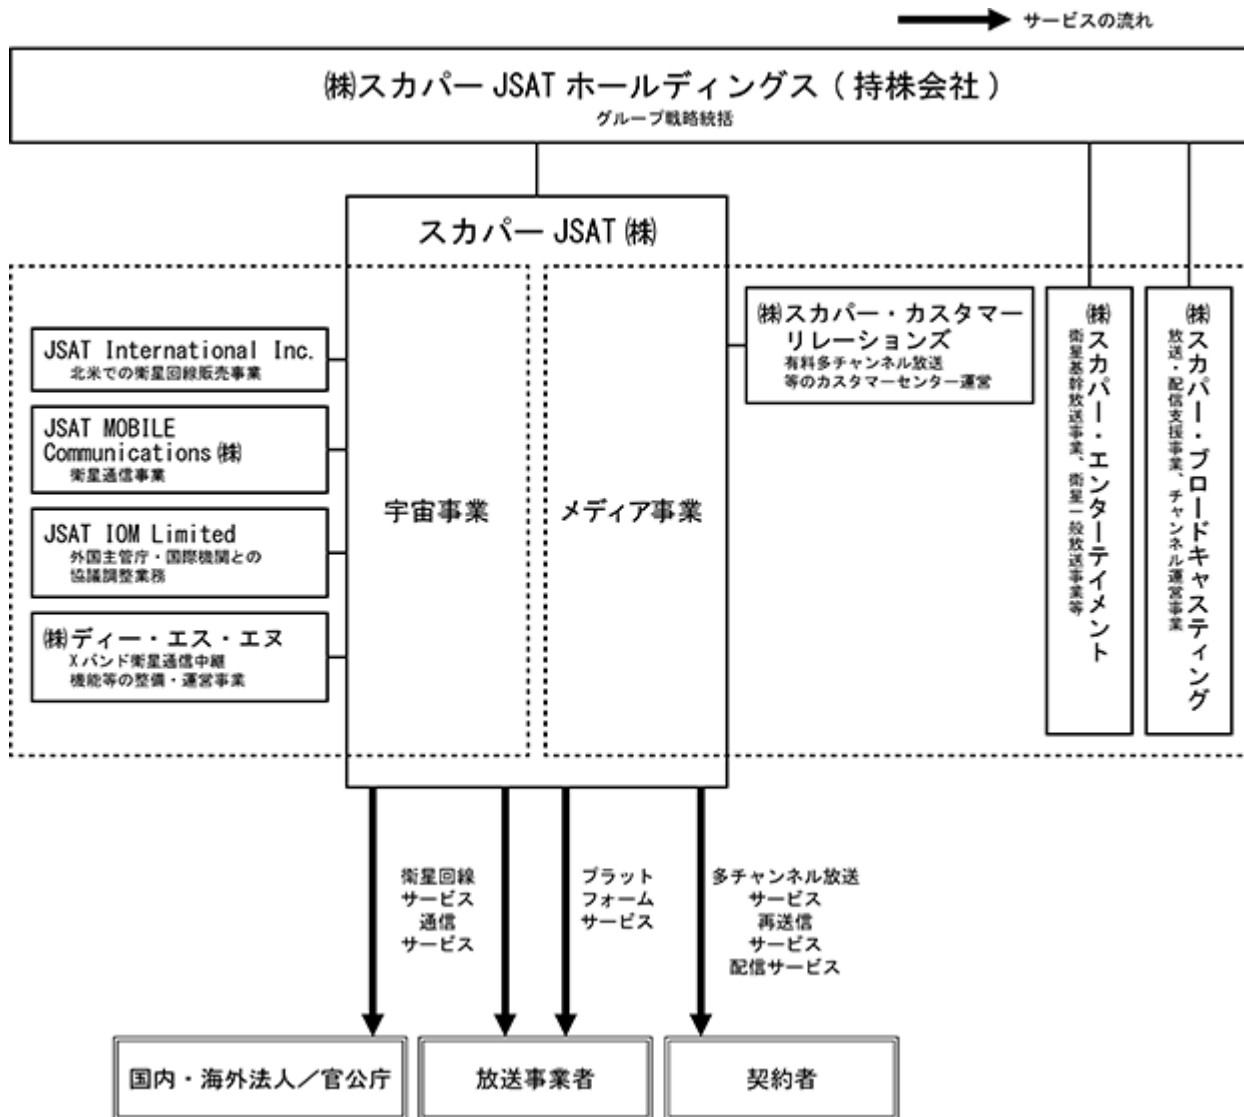 サービスの流れ
㈱スカパー JSAT ホールディングス ( 持株会社 )
グループ戦略統括
スカパー JSAT ㈱
JSAT International Inc.
北米での衛星回線販売事業
JSAT MOBILE
Communications ㈱
衛星通信事業
JSAT IOM Limited
外国主管庁・国際機関との
協議調整業務
㈱ディー・エス・エヌ
Xバンド衛星通信中継
機能等の整備・運営事業
宇宙事業
メディア事業
㈱スカパー・カスタマー
リレーションズ
有料多チャンネル放送
等のカスタマーセンター運営
㈱スカパー・エンターテイメント
衛星基幹放送事業、衛星一般放送事業等
㈱スカパー・ブロードキャスティング
放送・配信支援事業、チャンネル運営事業
衛星回線
サービス
通信
サービス
プラット
フォーム
サービス
多チャンネル放送
サービス
再送信
サービス
配信サービス
国内・海外法人／官公庁
放送事業者
契約者